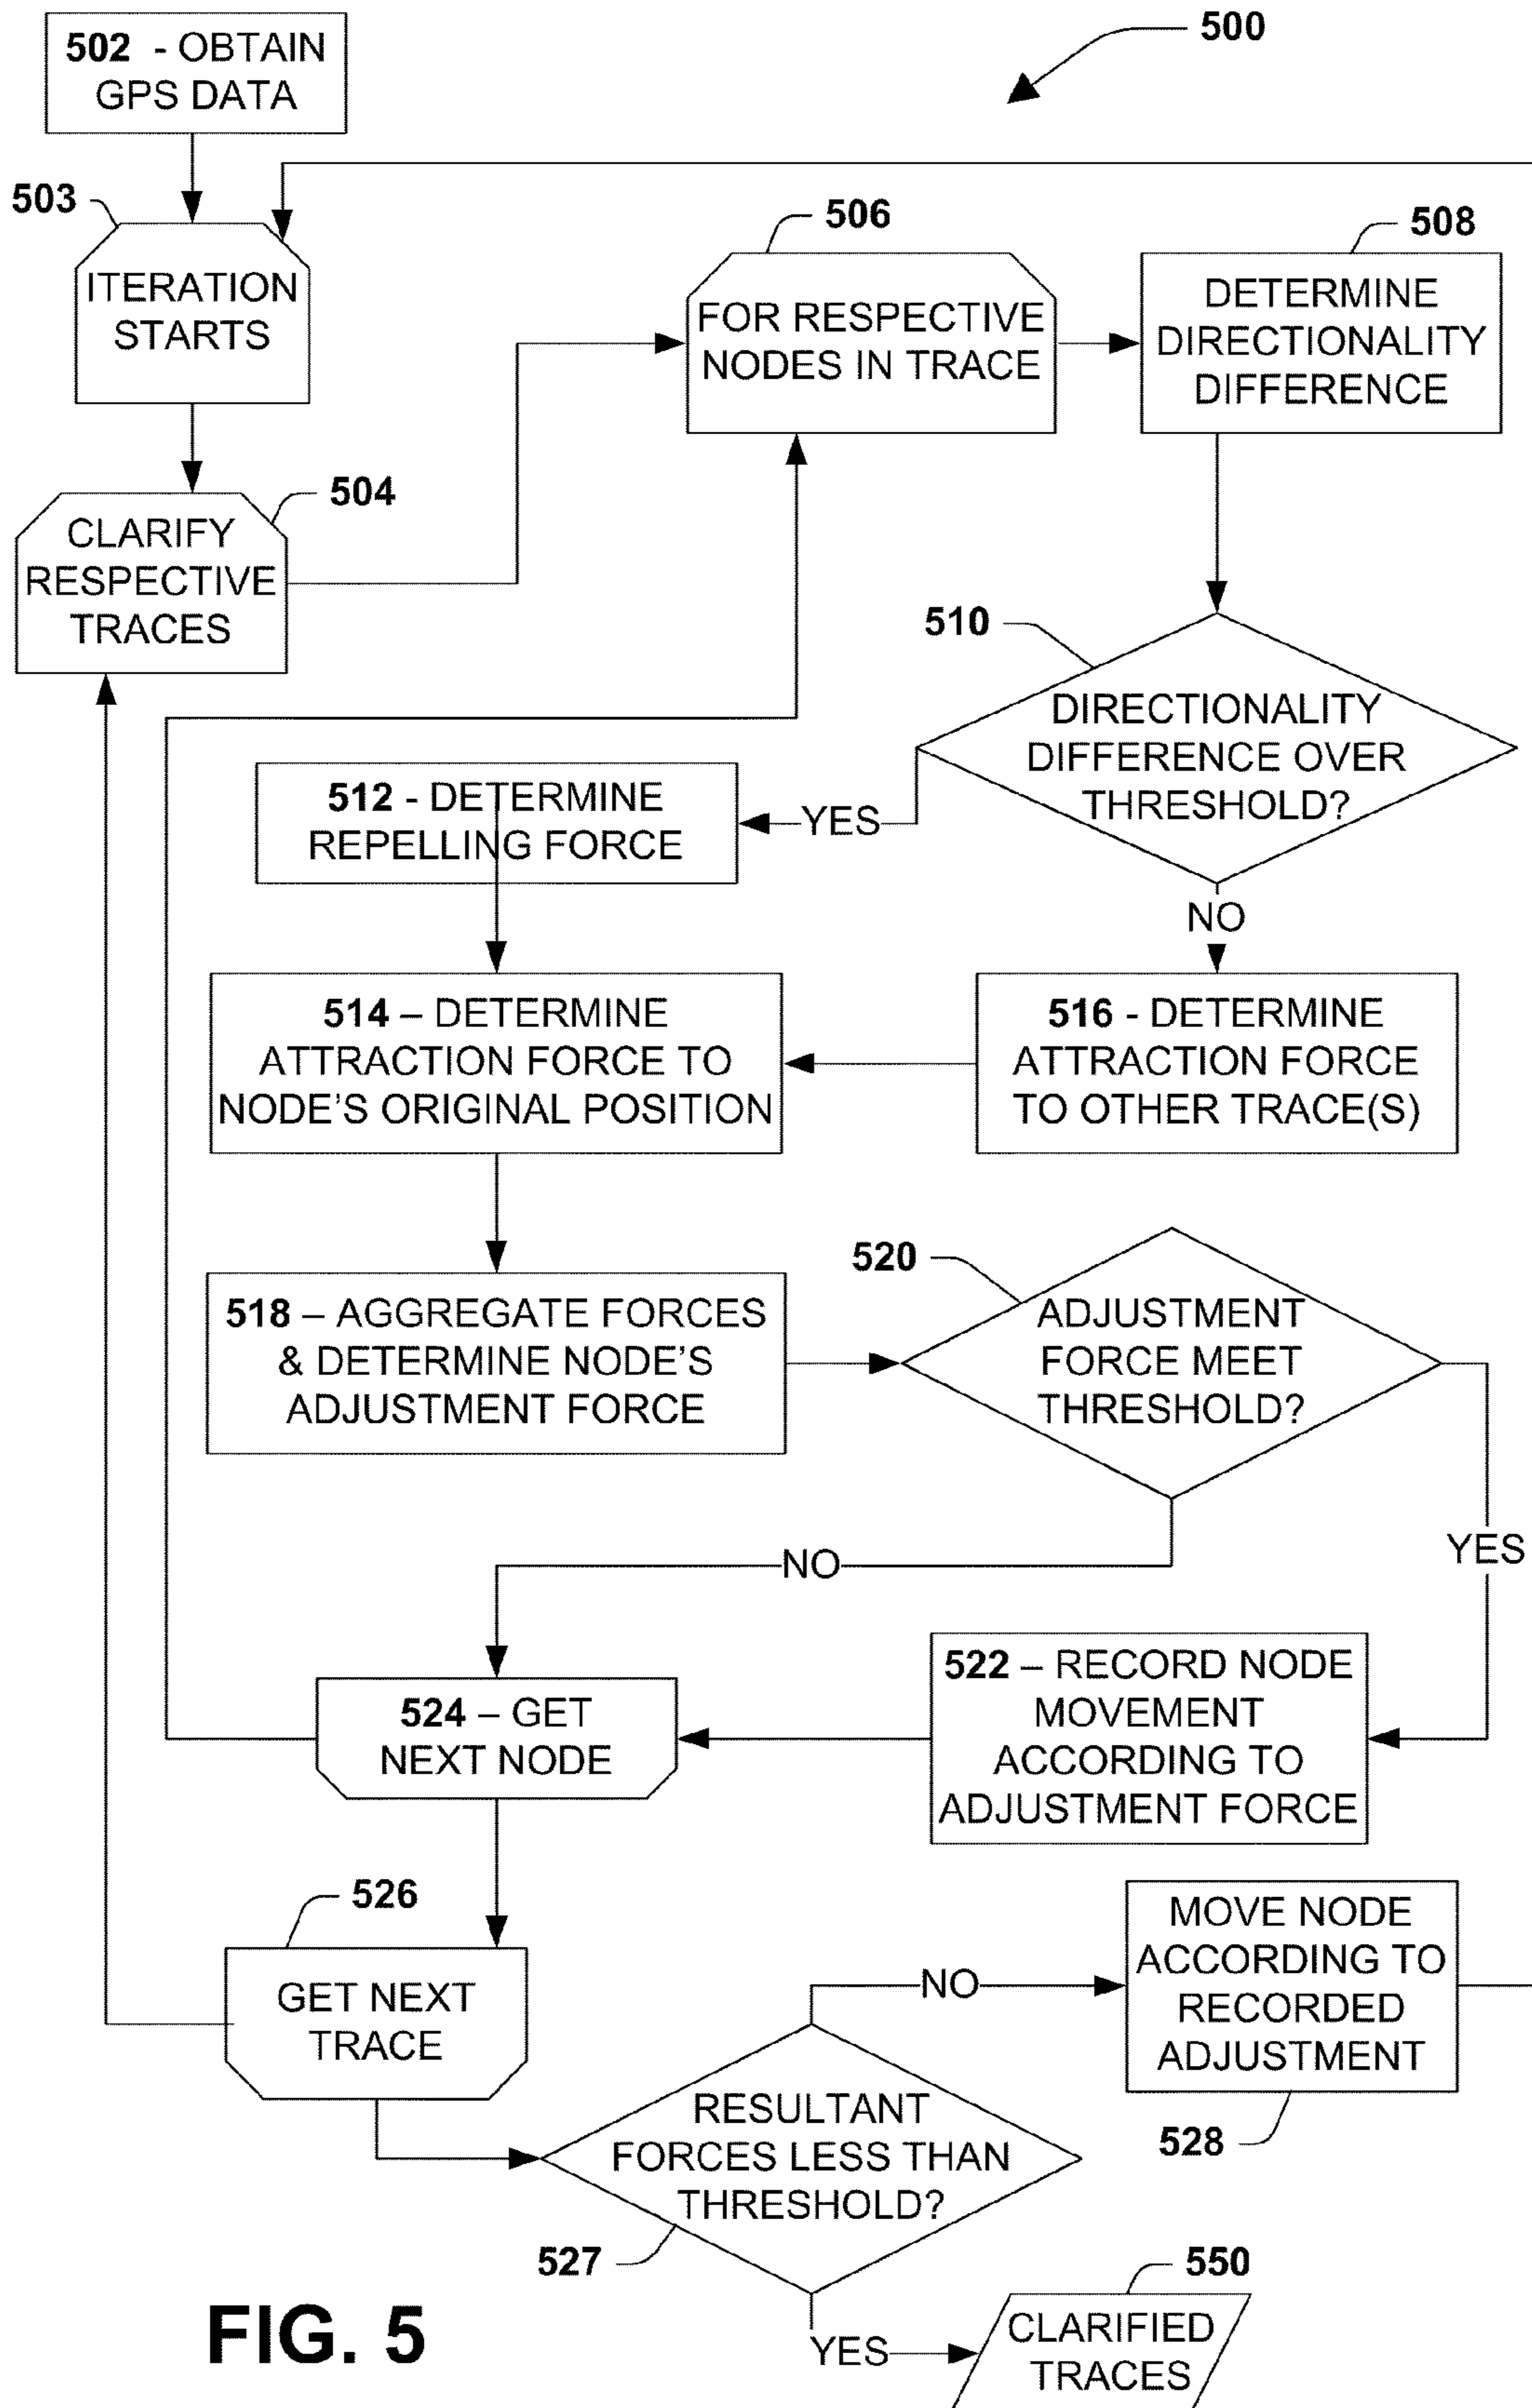 500
502 - OBTAIN
GPS DATA
503
ITERATION
STARTS
504
CLARIFY
RESPECTIVE
TRACES
506
FOR RESPECTIVE
NODES IN TRACE
508
DETERMINE
DIRECTIONALITY
DIFFERENCE
510
DIRECTIONALITY
DIFFERENCE OVER
THRESHOLD?
YES
512 - DETERMINE
REPELLING FORCE
NO
514 – DETERMINE
ATTRACTION FORCE TO
NODE'S ORIGINAL POSITION
516 - DETERMINE
ATTRACTION FORCE
TO OTHER TRACE(S)
518 – AGGREGATE FORCES
& DETERMINE NODE'S
ADJUSTMENT FORCE
520
ADJUSTMENT
FORCE MEET
THRESHOLD?
YES
NO
522 – RECORD NODE
MOVEMENT
ACCORDING TO
ADJUSTMENT FORCE
524 – GET
NEXT NODE
526
GET NEXT
TRACE
NO
MOVE NODE
ACCORDING TO
RECORDED
ADJUSTMENT
528
RESULTANT
FORCES LESS THAN
THRESHOLD?
527
YES
550
CLARIFIED
TRACES
FIG. 5